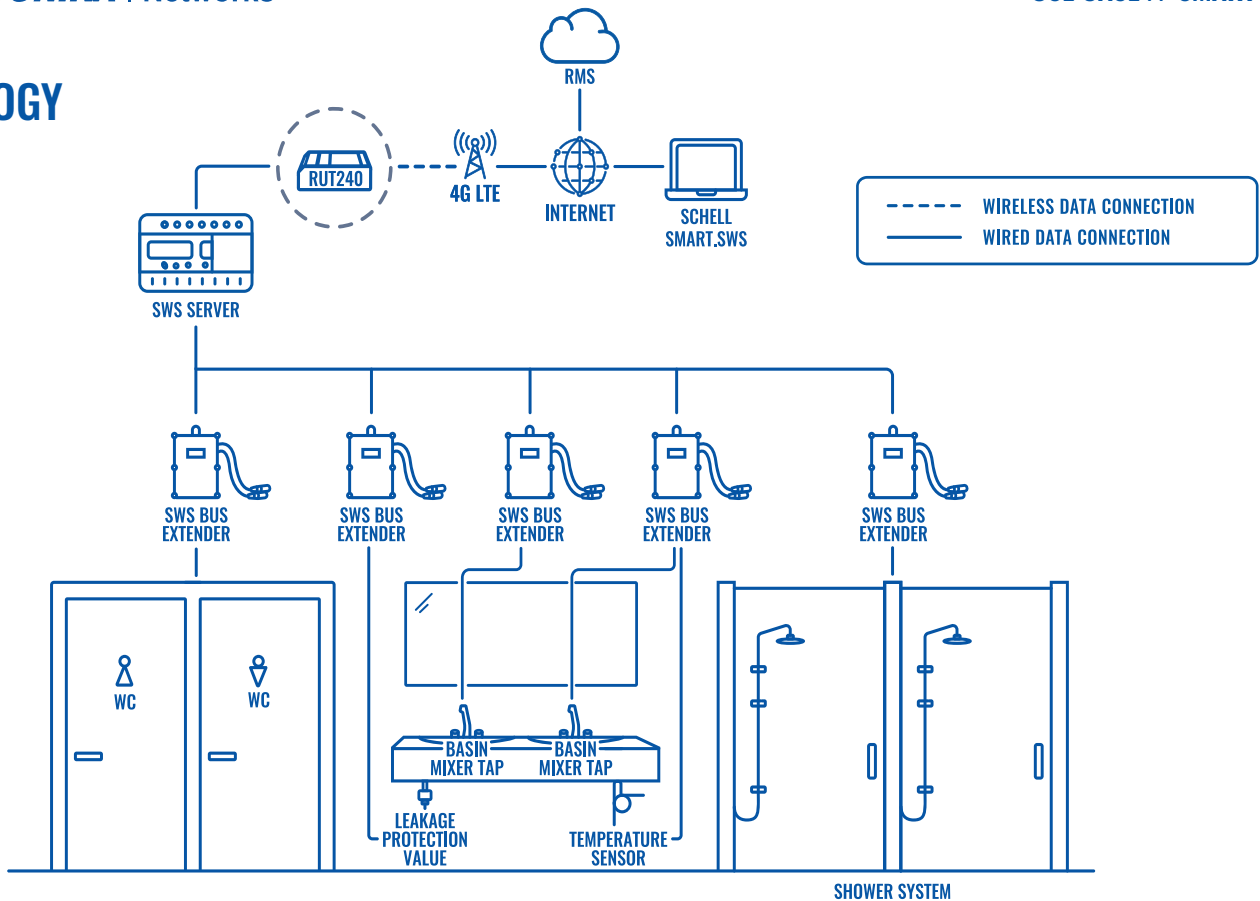 OGY
RMS
RUT240
4G LTE
INTERNET
SCHELL
SMART.SWS
WIRELESS DATA CONNECTION
WIRED DATA CONNECTION
SWS SERVER
SWS BUS
EXTENDER
SWS BUS
EXTENDER
SWS BUS
EXTENDER
SWS BUS
EXTENDER
SWS BUS
EXTENDER
WC
WC
BASIN
MIXER TAP
BASIN
MIXER TAP
LEAKAGE
PROTECTION
VALUE
TEMPERATURE
SENSOR
SHOWER SYSTEM